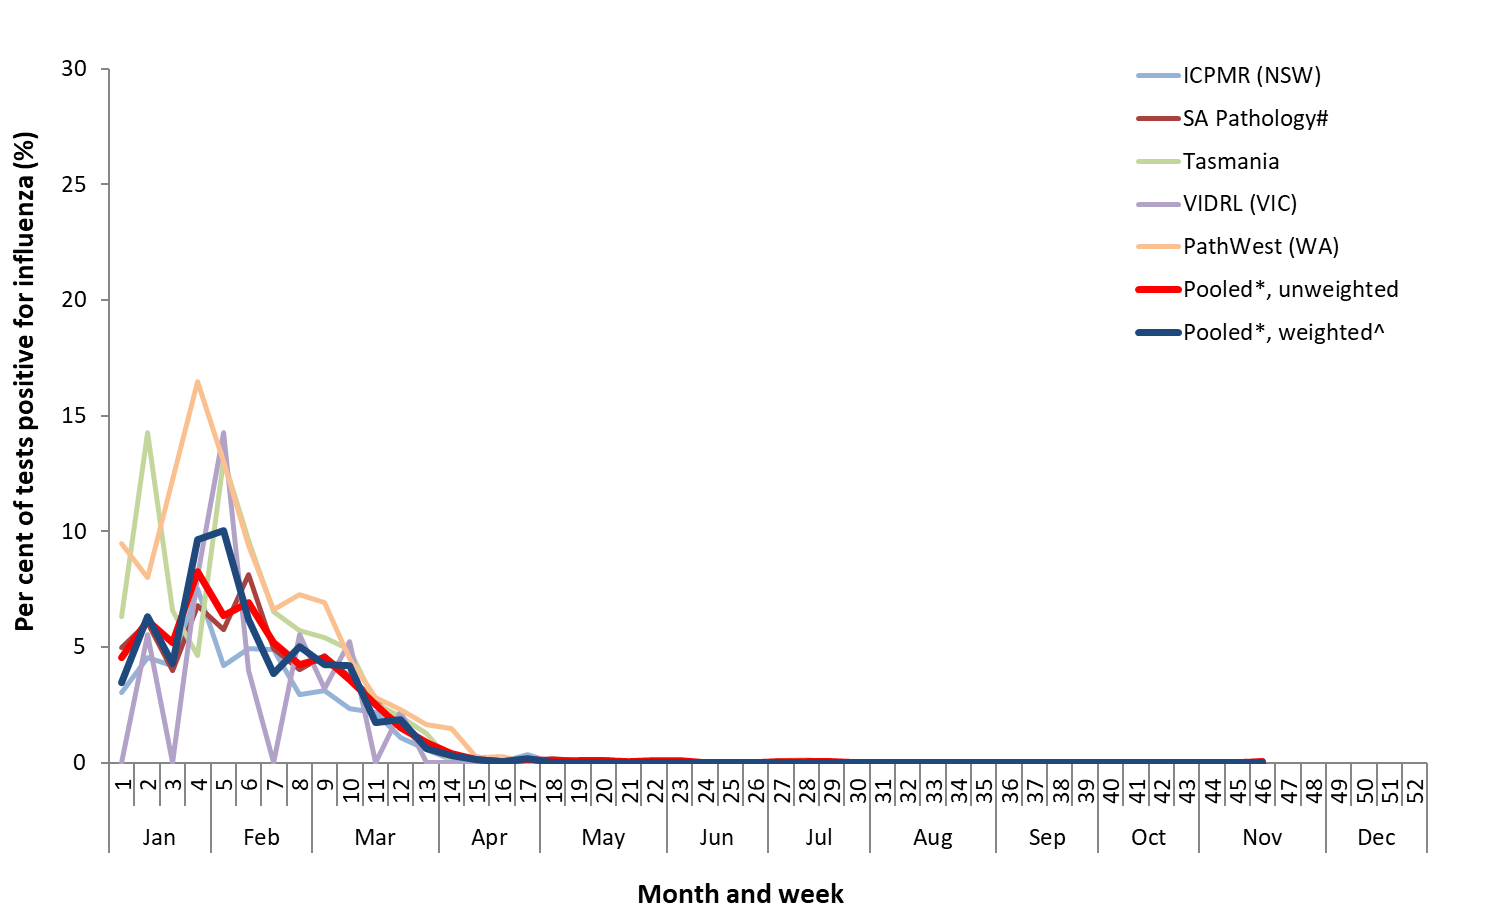 Per cent of tests positive for influenza (%)
30
25
20
15
10
5
0
ICPMR (NSW)
SA Pathology#
Tasmania
VIDRL (VIC)
PathWest (WA)
Pooled*, unweighted
Pooled*, weighted^
1 2 3 4 5 6 7 8 9 10 11 12 13 14 15 16 17 18 19 20 21 22 23 24 25 26 27 28 29 30 31 32 33 34 35 36 37 38 39 40 41 42 43 44 45 46 47 48 49 50 51 52
Jan Feb Mar Apr May Jun Jul Aug Sep Oct Nov Dec
Month and week